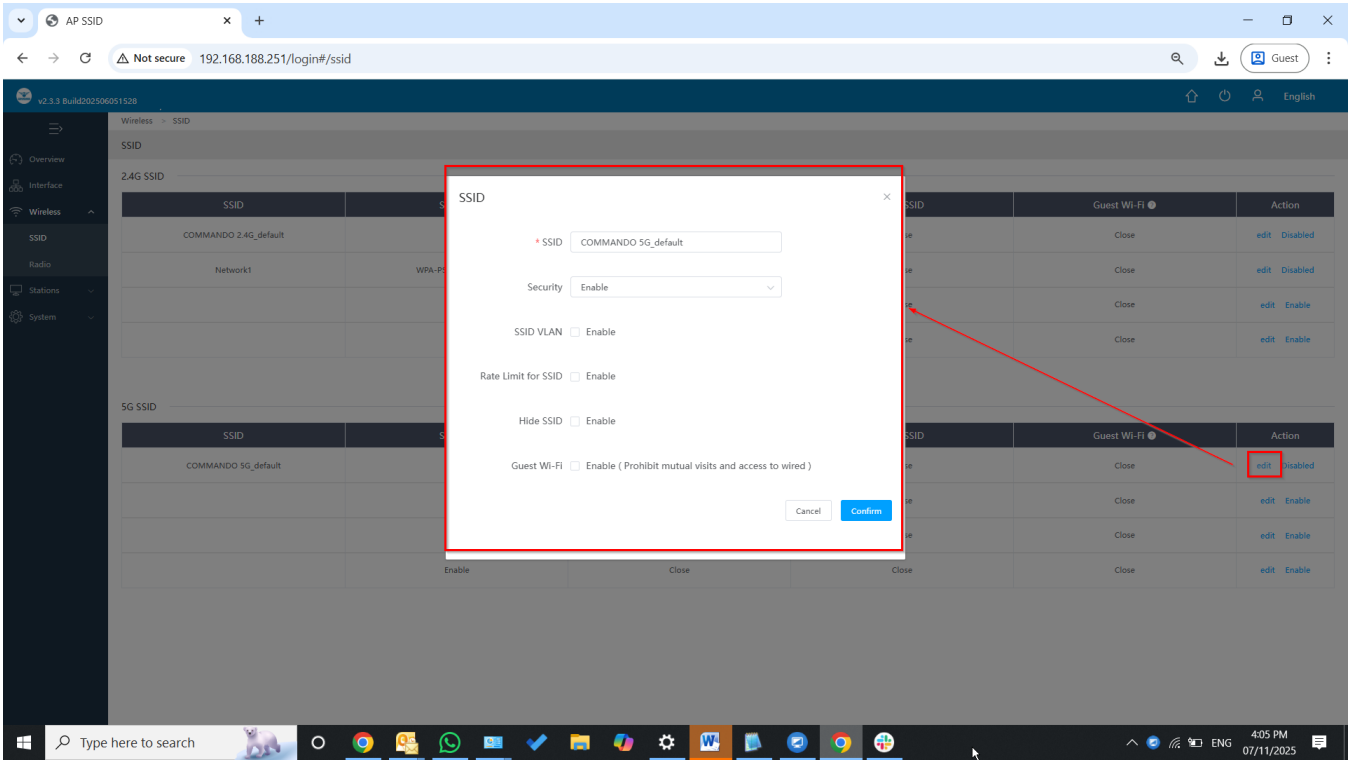 AP SSID
Not secure 192.168.188.251/login#/ssid Guest
v2.3.3 Build202506051528 English
Wireless > SSID
SSID
Overview
Interface
Wireless
SSID
Radio
Stations
System
2.4G SSID
SSID SSID Guest Wi-Fi Action
COMMANDO 2.4G_default Close edit Disabled
Network1 Close edit Disabled
Close edit Enable
Close edit Enable
SSID
* SSID COMMANDO 5G_default
Security Enable
SSID VLAN Enable
Rate Limit for SSID Enable
Hide SSID Enable
Guest Wi-Fi Enable ( Prohibit mutual visits and access to wired )
Cancel Confirm
5G SSID
SSID SSID Guest Wi-Fi Action
COMMANDO 5G_default Close edit Disabled
Close edit Enable
Close edit Enable
Enable Close Close Close edit Enable
Type here to search
ENG
4:05 PM
07/11/2025